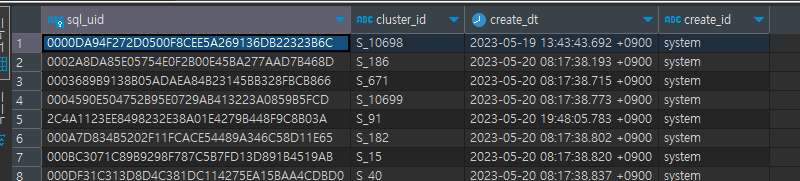 sql_uid cluster_id create_dt create_id
1 0000DA94F272D0500F8CEE5A269136DB22323B6C S_10698 2023-05-19 13:43:43.692 +0900 system
2 0002A8DA85E05754E0F2B00E45BA277AAD7B468D S_186 2023-05-20 08:17:38.193 +0900 system
3 0003689B9138B05ADAEA84B23145BB328FBCB866 S_671 2023-05-20 08:17:38.715 +0900 system
4 0004590E504752B95E0729AB413223A0859B5FCD S_10699 2023-05-20 08:17:38.773 +0900 system
5 2C4A1123EE8498232E38A01E4279B448F9C8B03A S_91 2023-05-20 19:48:05.783 +0900 system
6 000A7D834B5202F11FCACE54489A346C58D11E65 S_182 2023-05-20 08:17:38.802 +0900 system
7 000BC3071C89B9298F787C5B7FD13D891B4519AB S_15 2023-05-20 08:17:38.820 +0900 system
8 000DF31C313D8D4C381DC114275EA15BAA4CDBD0 S_40 2023-05-20 08:17:38.837 +0900 system